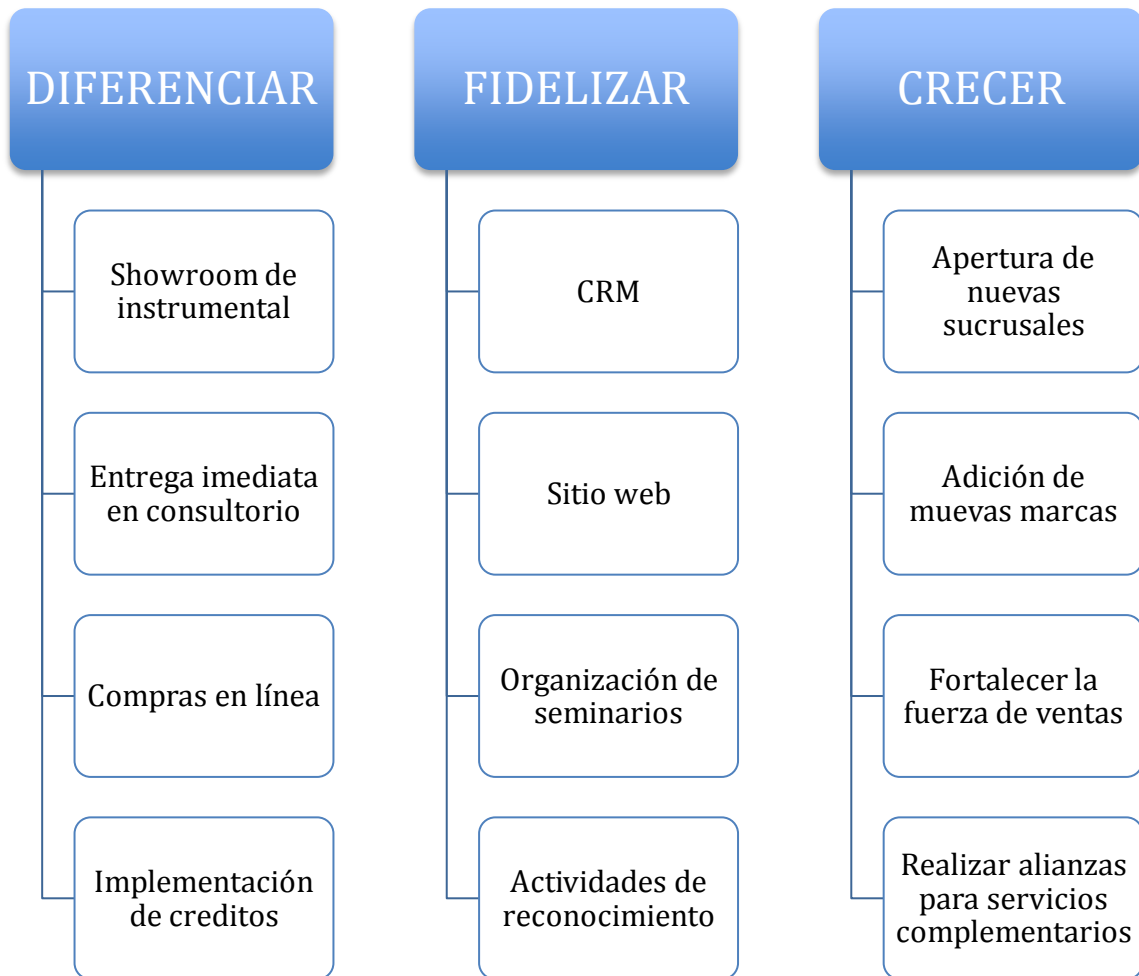 DIFERENCIAR
Showroom de
instrumental
Entrega imediata
en consultorio
Compras en línea
Implementación
de creditos
FIDELIZAR
CRM
Sitio web
Organización de
seminarios
Actividades de
reconocimiento
CRECER
Apertura de
nuevas
sucrusales
Adición de
muevas marcas
Fortalecer la
fuerza de ventas
Realizar alianzas
para servicios
complementarios